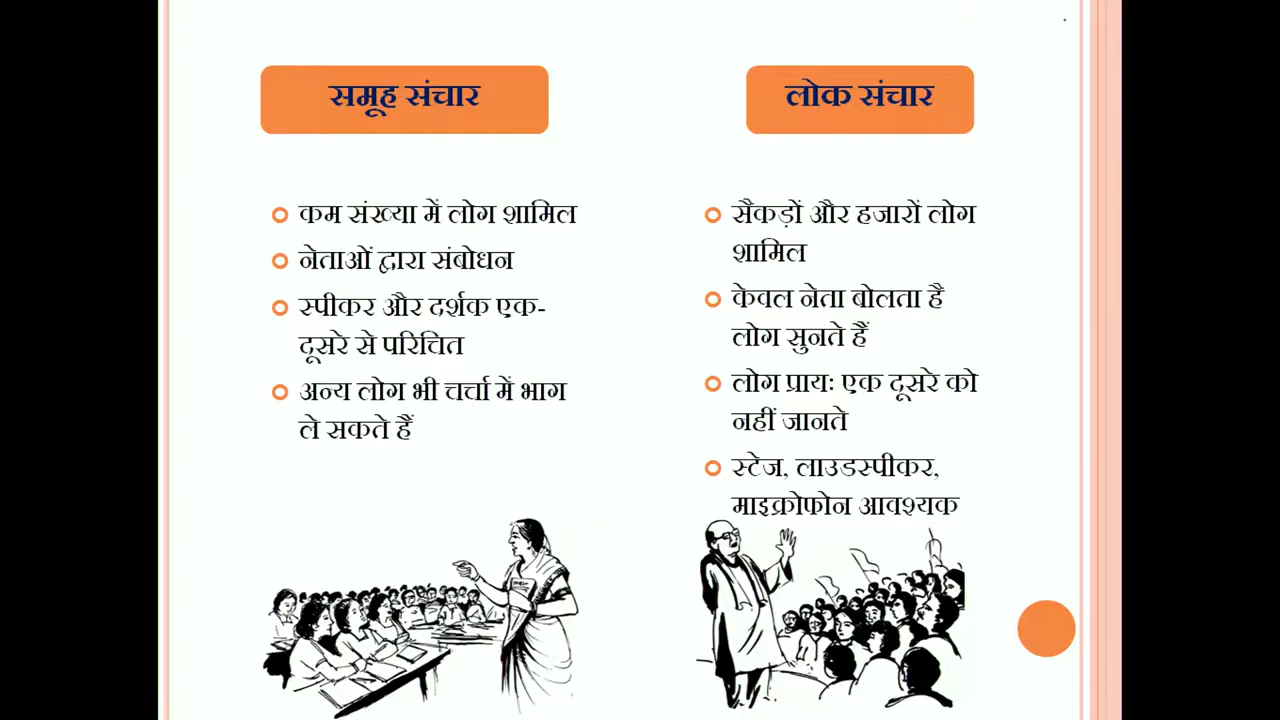 समूह संचार
कम संख्या में लोग शामिल
नेताओं द्वारा संबोधन
स्पीकर और दर्शक एक-
दूसरे से परिचित
अन्य लोग भी चर्चा में भाग
ले सकते हैं
लोक संचार
सैकड़ों और हजारों लोग
शामिल
केवल नेता बोलता है
लोग सुनते हैं
लोग प्रायः एक दूसरे को
नहीं जानते
स्टेज, लाउडस्पीकर,
माइक्रोफोन आवश्यक